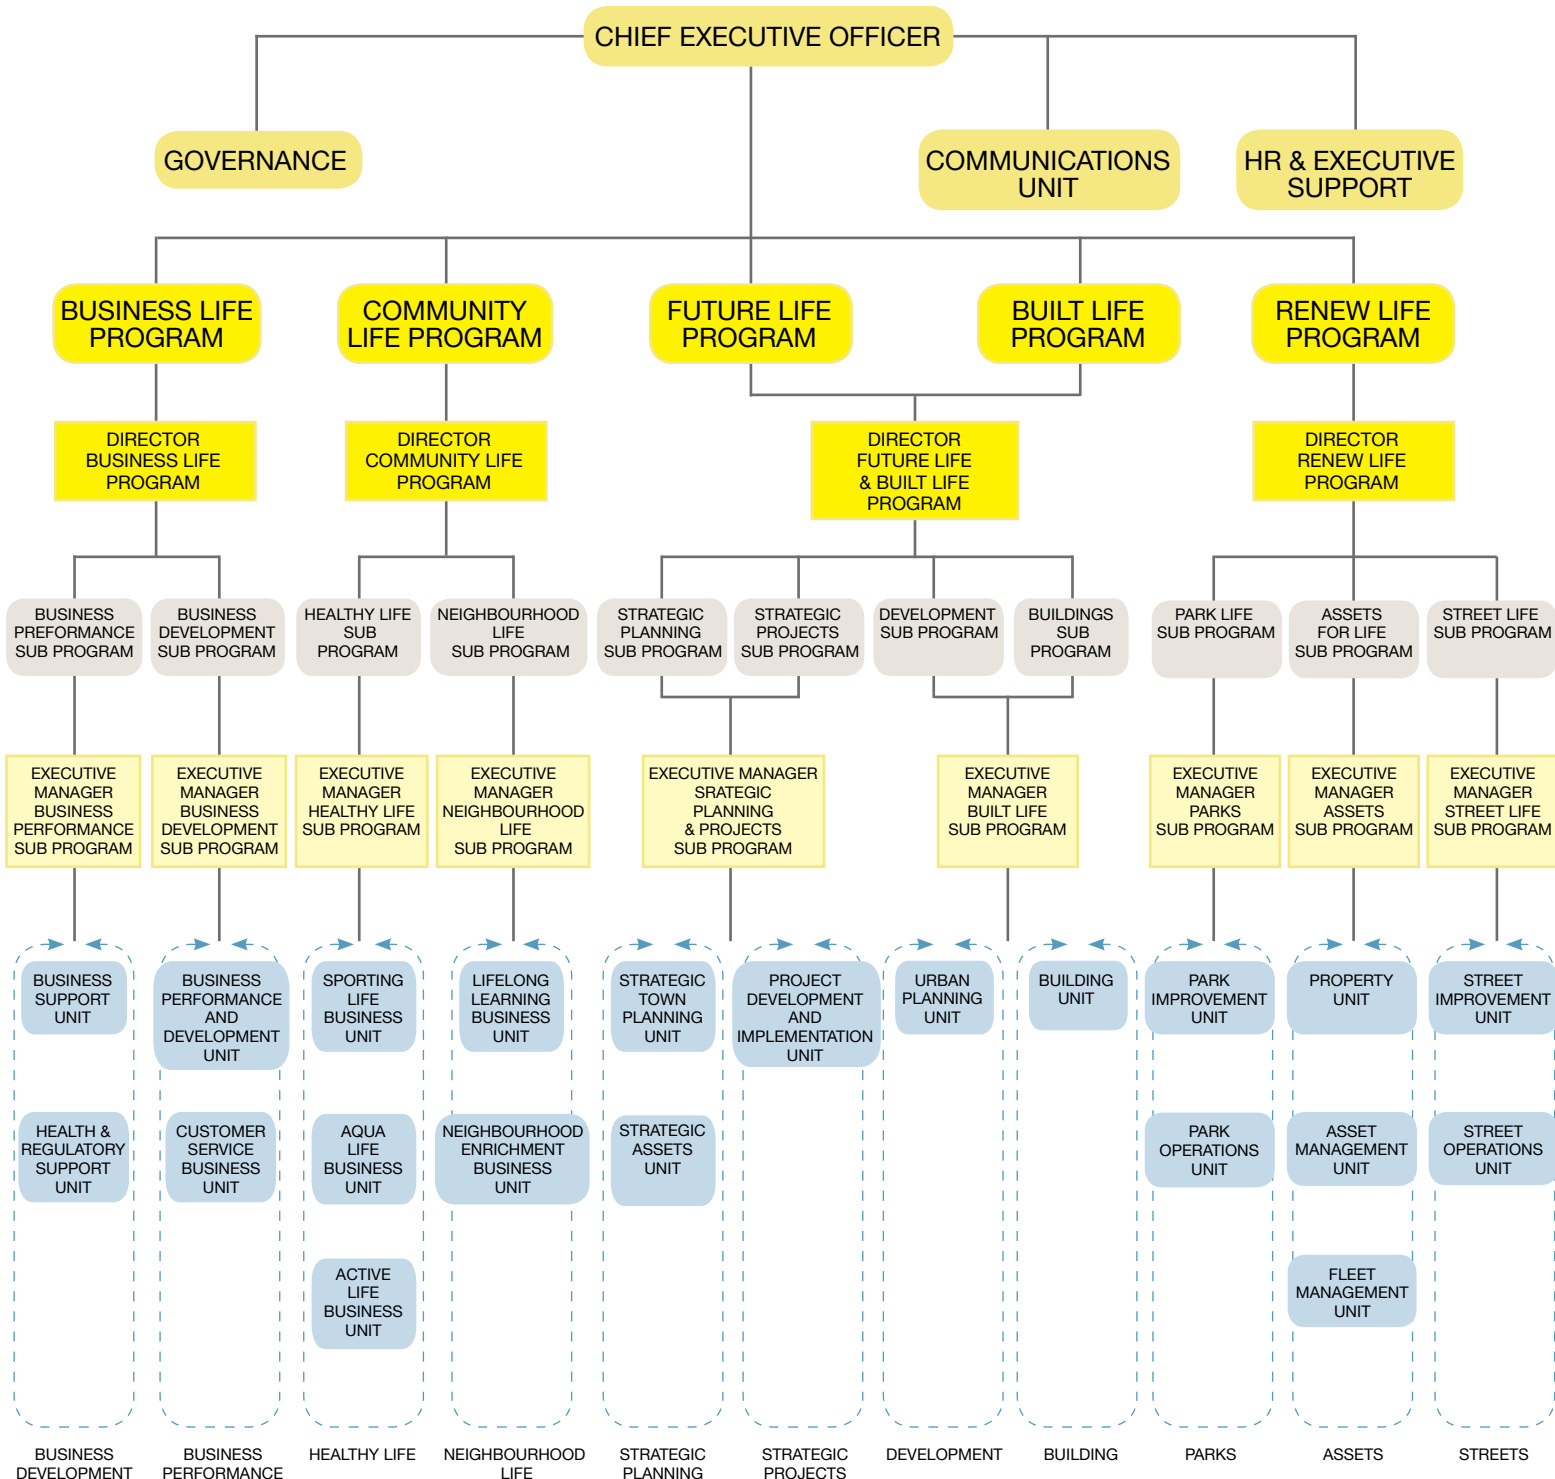 CHIEF EXECUTIVE OFFICER
GOVERNANCE
COMMUNICATIONS
UNIT
HR & EXECUTIVE
SUPPORT
BUSINESS LIFE
PROGRAM
COMMUNITY
LIFE PROGRAM
FUTURE LIFE
PROGRAM
BUILT LIFE
PROGRAM
RENEW LIFE
PROGRAM
DIRECTOR
BUSINESS LIFE
PROGRAM
DIRECTOR
COMMUNITY LIFE
PROGRAM
DIRECTOR
FUTURE LIFE
& BUILT LIFE
PROGRAM
DIRECTOR
RENEW LIFE
PROGRAM
BUSINESS
PREFORMANCE
SUB PROGRAM
BUSINESS
DEVELOPMENT
SUB PROGRAM
HEALTHY LIFE
SUB
PROGRAM
NEIGHBOURHOOD
LIFE
SUB PROGRAM
STRATEGIC
PLANNING
SUB PROGRAM
STRATEGIC
PROJECTS
SUB PROGRAM
DEVELOPMENT
SUB PROGRAM
BUILDINGS
SUB
PROGRAM
PARK LIFE
SUB PROGRAM
ASSETS
FOR LIFE
SUB PROGRAM
STREET LIFE
SUB PROGRAM
EXECUTIVE
MANAGER
BUSINESS
PERFORMANCE
SUB PROGRAM
EXECUTIVE
MANAGER
BUSINESS
DEVELOPMENT
SUB PROGRAM
EXECUTIVE
MANAGER
HEALTHY LIFE
SUB PROGRAM
EXECUTIVE
MANAGER
NEIGHBOURHOOD
LIFE
SUB PROGRAM
EXECUTIVE MANAGER
SRATEGIC
PLANNING
& PROJECTS
SUB PROGRAM
EXECUTIVE
MANAGER
BUILT LIFE
SUB PROGRAM
EXECUTIVE
MANAGER
PARKS
SUB PROGRAM
EXECUTIVE
MANAGER
ASSETS
SUB PROGRAM
EXECUTIVE
MANAGER
STREET LIFE
SUB PROGRAM
BUSINESS
SUPPORT
UNIT
BUSINESS
PERFORMANCE
AND
DEVELOPMENT
UNIT
SPORTING
LIFE
BUSINESS
UNIT
LIFELONG
LEARNING
BUSINESS
UNIT
STRATEGIC
TOWN
PLANNING
UNIT
PROJECT
DEVELOPMENT
AND
IMPLEMENTATION
UNIT
URBAN
PLANNING
UNIT
BUILDING
UNIT
PARK
IMPROVEMENT
UNIT
PROPERTY
UNIT
STREET
IMPROVEMENT
UNIT
HEALTH &
REGULATORY
SUPPORT
UNIT
CUSTOMER
SERVICE
BUSINESS
UNIT
AQUA
LIFE
BUSINESS
UNIT
NEIGHBOURHOOD
ENRICHMENT
BUSINESS
UNIT
STRATEGIC
ASSETS
UNIT
PARK
OPERATIONS
UNIT
ASSET
MANAGEMENT
UNIT
STREET
OPERATIONS
UNIT
ACTIVE
LIFE
BUSINESS
UNIT
FLEET
MANAGEMENT
UNIT
BUSINESS
DEVELOPMENT
BUSINESS
PERFORMANCE
HEALTHY LIFE
NEIGHBOURHOOD
LIFE
STRATEGIC
PLANNING
STRATEGIC
PROJECTS
DEVELOPMENT
BUILDING
PARKS
ASSETS
STREETS